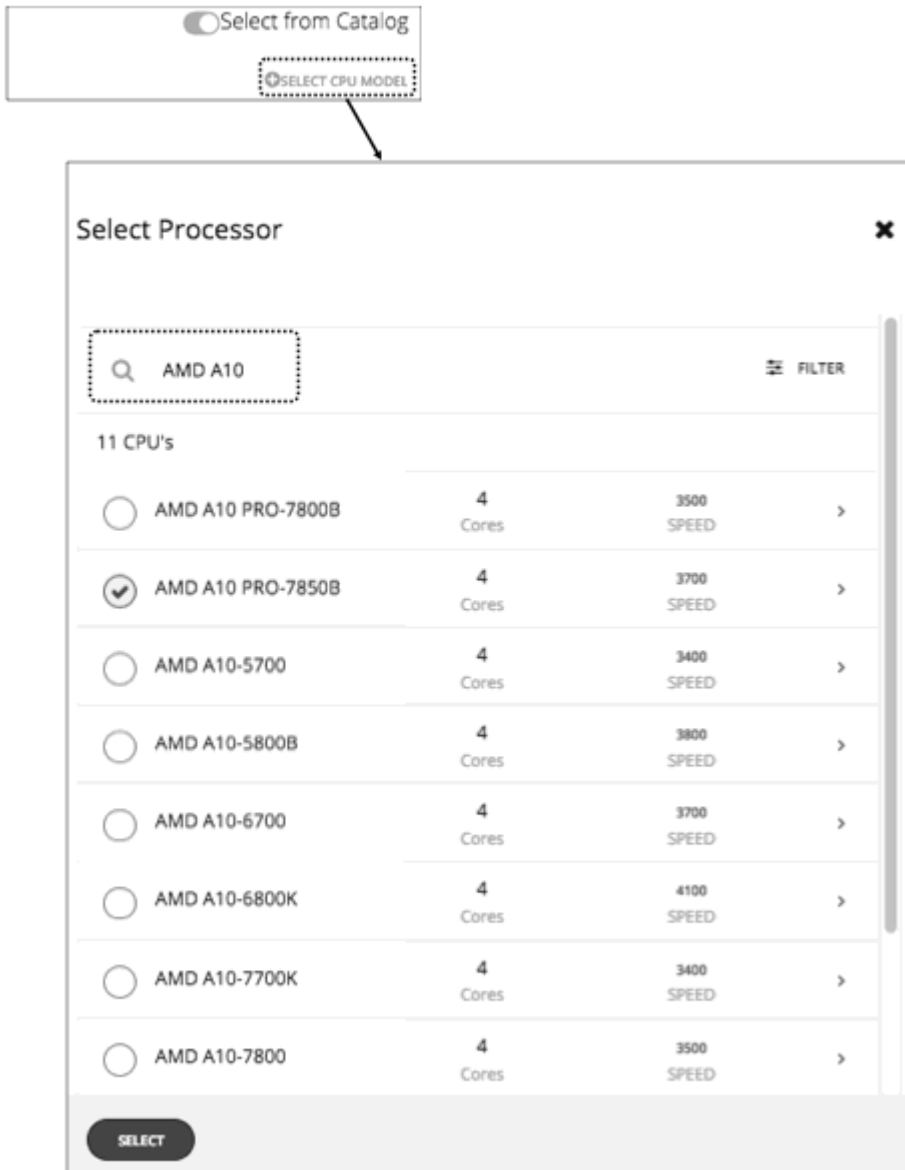 Select from Catalog
SELECT CPU MODEL
Select Processor
AMD A10
FILTER
11 CPU's
AMD A10 PRO-7800B 4 3500
Cores SPEED
AMD A10 PRO-7850B 4 3700
Cores SPEED
AMD A10-5700 4 3400
Cores SPEED
AMD A10-5800B 4 3800
Cores SPEED
AMD A10-6700 4 3700
Cores SPEED
AMD A10-6800K 4 4100
Cores SPEED
AMD A10-7700K 4 3400
Cores SPEED
AMD A10-7800 4 3500
Cores SPEED
SELECT